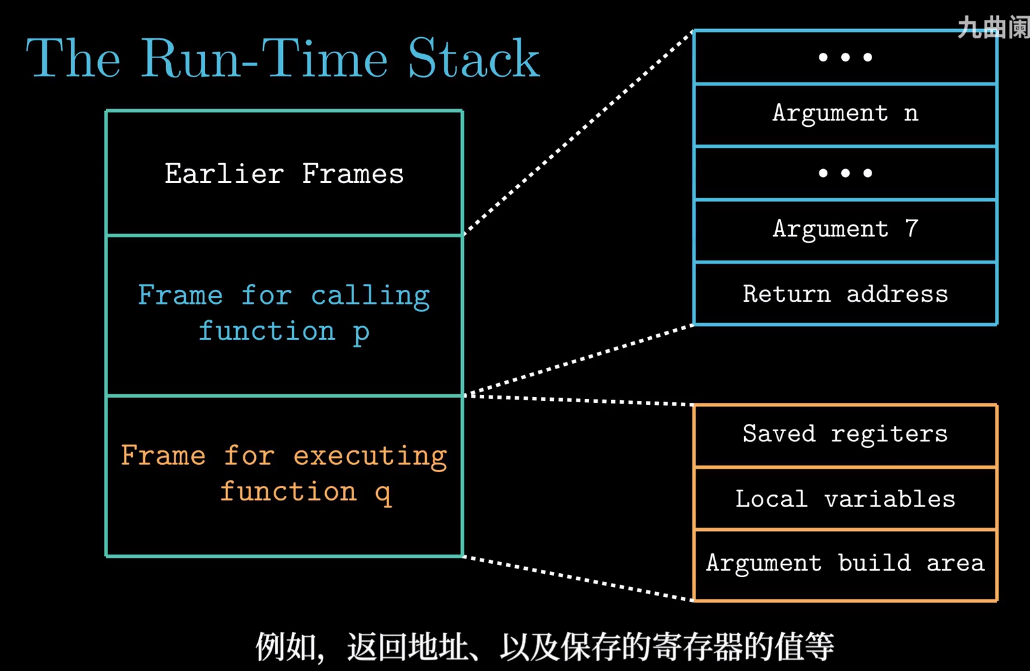 九曲阑
The Run-Time Stack
Earlier Frames
Frame for calling
function p
Frame for executing
function q
• • •
Argument n
• • •
Argument 7
Return address
Saved regiters
Local variables
Argument build area
例如，返回地址、以及保存的寄存器的值等